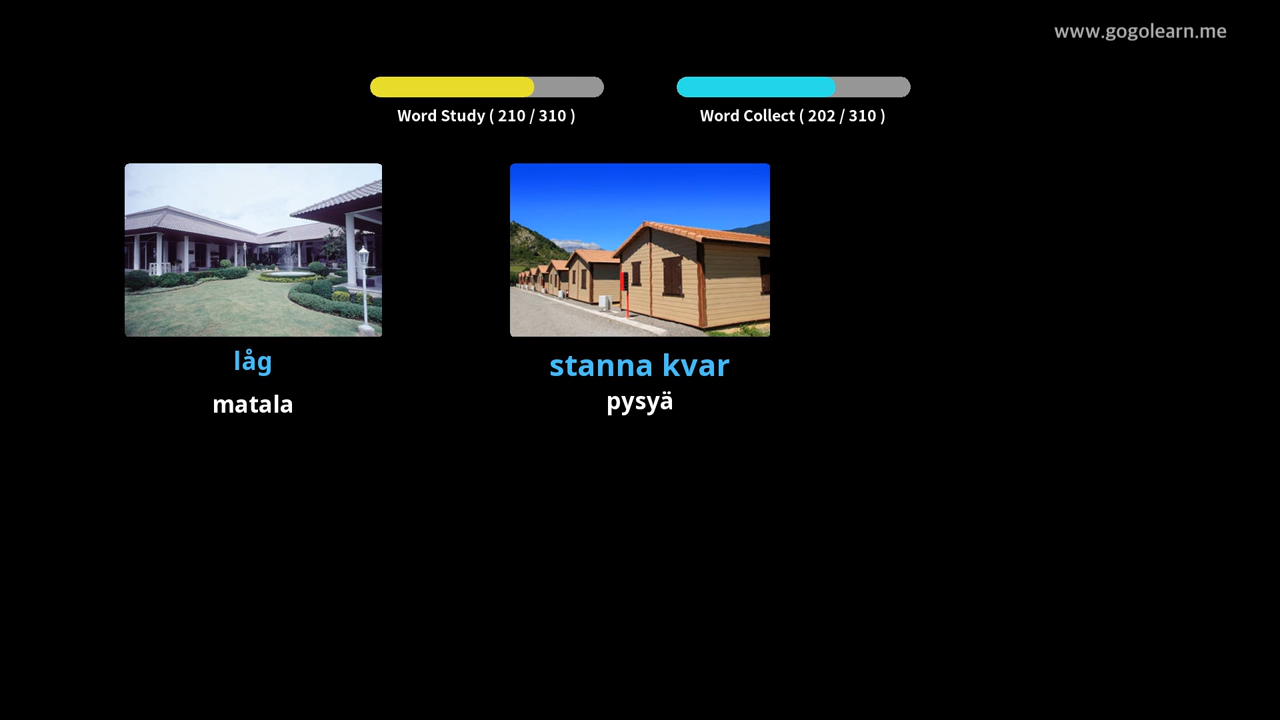 www.gogolearn.me
Word Study ( 210 / 310 )
Word Collect ( 202 / 310 )
låg
matala
stanna kvar
pysyä